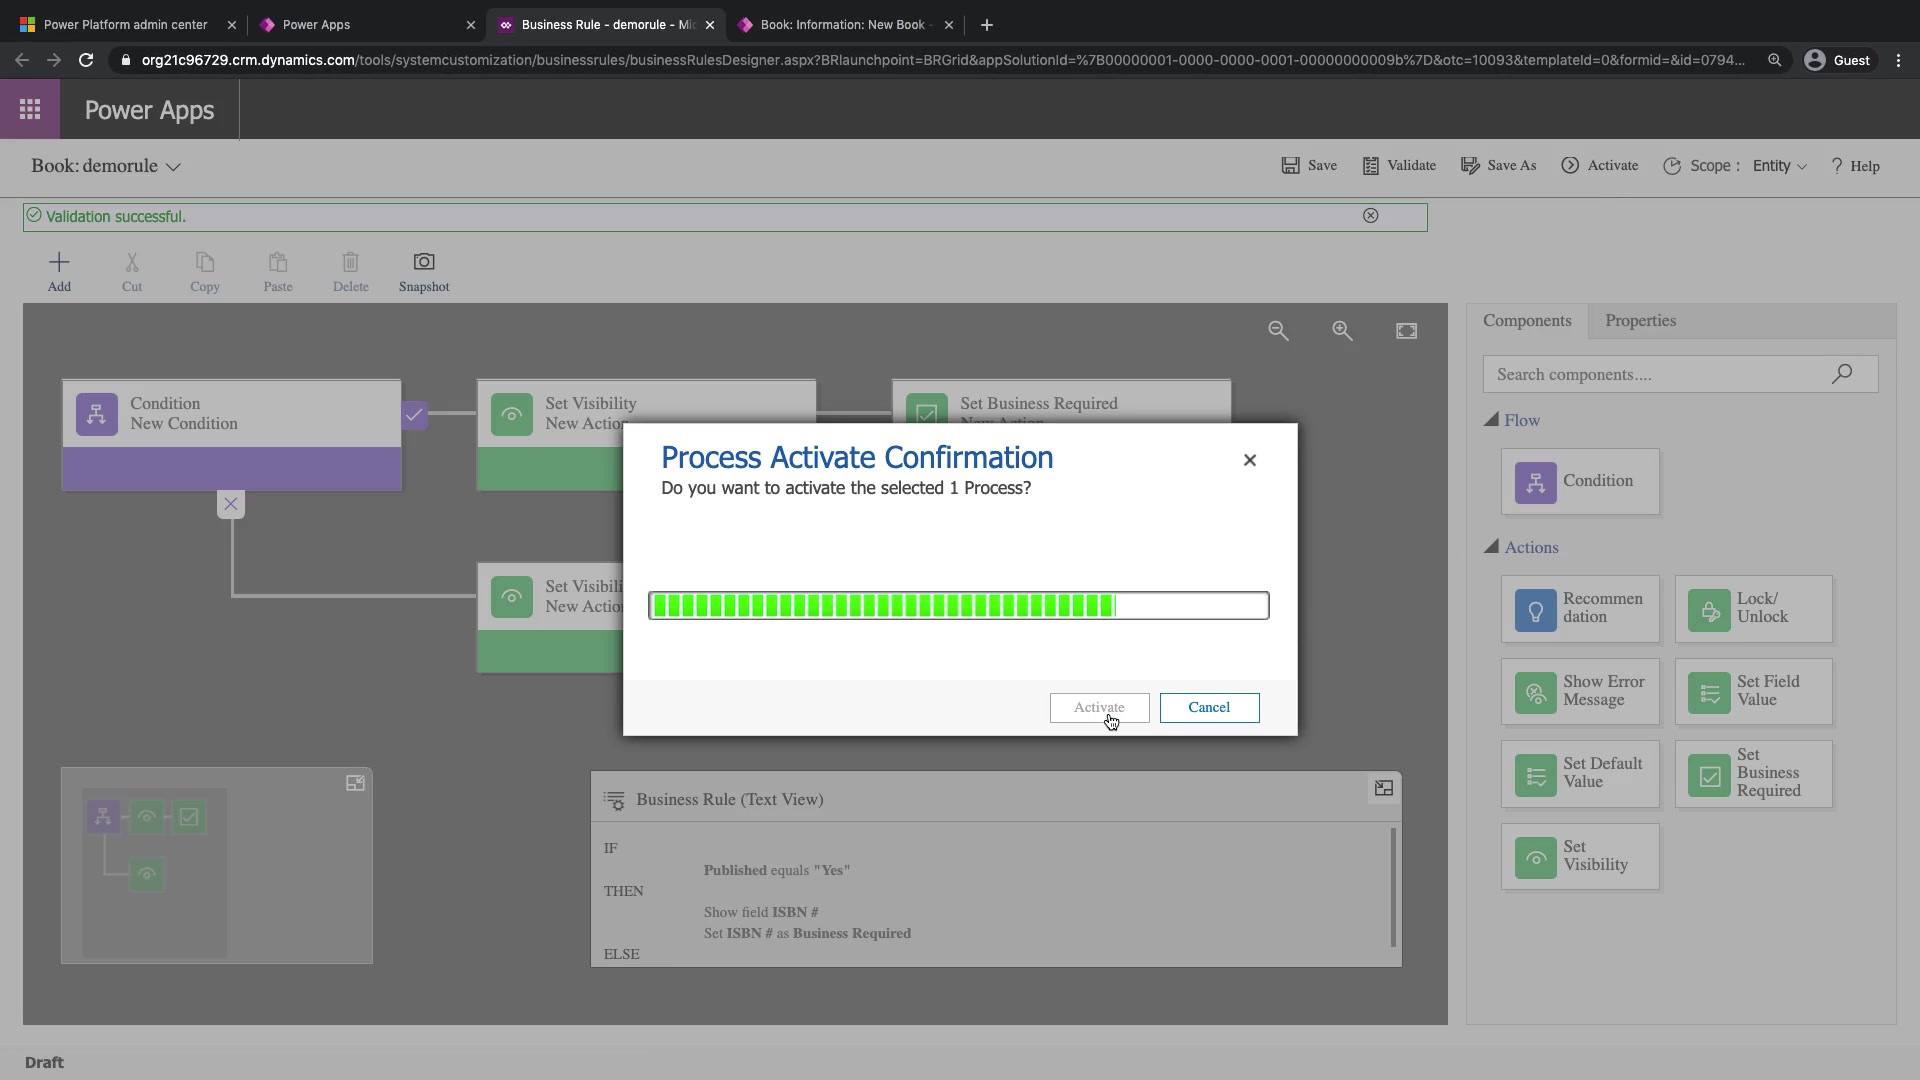 Power Platform admin center
Power Apps
Business Rule - demorule - Mic
Book: Information: New Book -
org21c96729.crm.dynamics.com/tools/systemcustomization/businessrules/businessRulesDesigner.aspx?BRlaunchpoint=BRGrid&appSolutionId=%7B00000001-0000-0000-0001-00000000009b%7D&otc=10093&templateId=0&formid=&id=0794...
Guest
Power Apps
Book: demorule
Save
Validate
Save As
Activate
Scope :
Entity
? Help
Validation successful.
Add
Cut
Copy
Paste
Delete
Snapshot
Components
Properties
Search components....
Flow
Condition
Actions
Recommen
dation
Lock/
Unlock
Show Error
Message
Set Field
Value
Set Default
Value
Set
Business
Required
Set
Visibility
Condition
New Condition
Set Visibility
New Action
Set Business Required
Set Visibili
New Actio
Process Activate Confirmation
Do you want to activate the selected 1 Process?
Activate
Cancel
Business Rule (Text View)
IF
Published equals "Yes"
THEN
Show field ISBN #
Set ISBN # as Business Required
ELSE
Draft